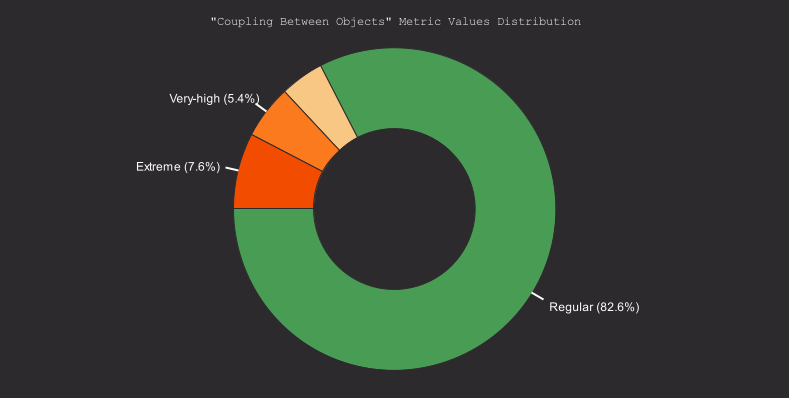 "Coupling Between Objects" Metric Values Distribution
Very-high (5.4%)
Extreme (7.6%)
Regular (82.6%)